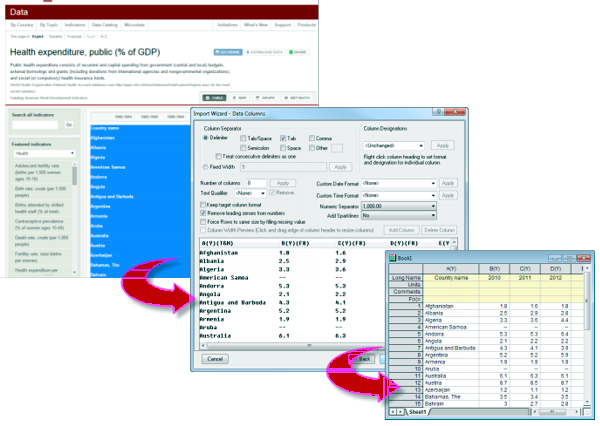 Data
By Country By Topic Indicators Data Catalog Microdata Initiatives What's New Support Products
This page in English Español Français
Health expenditure, public (% of GDP)
DATABANK DOWNLOAD DATA SHARE
Public health expenditure consists of recurrent and capital spending from government (central and local) budgets,
external borrowings and grants (including donations from international agencies and nongovernmental organizations),
and social (or compulsory) health insurance funds.
TABLE MAP GRAPH METADATA
Search all indicators
Go
Featured indicators
Health
Adolescent fertility rate
(births per 1,000 women
ages 15-19)
Birth rate, crude (per 1,000
people)
Births attended by skilled
health staff (% of total)
Contraceptive prevalence
(% of women ages 15-49)
Death rate, crude (per 1,000
people)
Fertility rate, total (births
per woman)
Health expenditure per
Country name
Afghanistan
Albania
Algeria
American Samoa
Andorra
Angola
Antigua and Barbuda
Argentina
Armenia
Aruba
Australia
Austria
Azerbaijan
Bahamas, The
Bahrain
Import Wizard - Data Columns
Column Separator
Delimiter Tab/Space Tab Comma
Semicolon Space Other
Treat consecutive delimiters as one
Fixed Width 9 Apply
Column Designations
<Unchanged> Apply
Right click column heading to set format
and designation for individual column.
Number of columns 0 Apply
Text Qualifier <None> Remove
Custom Date Format <None> Apply
Custom Time Format <None> Apply
Numeric Separator 1,000.00
Add Sparklines No
Keep target column format
Remove leading zeroes from numbers
Force Rows to same size by filling missing value
Column Width Preview (Click and drag edge of column header to resize columns) Add Column Delete Column
A(Y)(T&N) B(Y)(F8) C(Y)(F8) D(Y)(F8) E(Y
Afghanistan 1.8 1.6
Albania 2.5 2.9
Algeria 3.3 3.6
American Samoa -- --
Andorra 5.3 5.3
Angola 2.1 2.2
Antigua and Barbuda 4.3 4.1
Argentina 5.2 5.2
Armenia 1.9 1.9
Aruba -- --
Australia 6.1 6.3
Cancel Back
Book1
A(Y) B(Y) C(Y) D(Y)
Long Name Country name 2010 2011 2012
Units
Comments
F(x)
1 Afghanistan 1.8 1.6 1.8
2 Albania 2.5 2.9 2.8
3 Algeria 3.3 3.6 4.4
4 American Samoa -- -- --
5 Andorra 5.3 5.3 6.4
6 Angola 2.1 2.2 2.2
7 Antigua and Barbuda 4.3 4.1 3.9
8 Argentina 5.2 5.2 5.9
9 Armenia 1.9 1.9 1.9
10 Aruba -- -- --
11 Australia 6.1 6.3 6.1
12 Austria 8.7 8.5 8.7
13 Azerbaijan 1.2 1.1 1.2
14 Bahamas, The 3.5 3.4 3.5
15 Bahrain 3 2.7 2.8
Sheet1